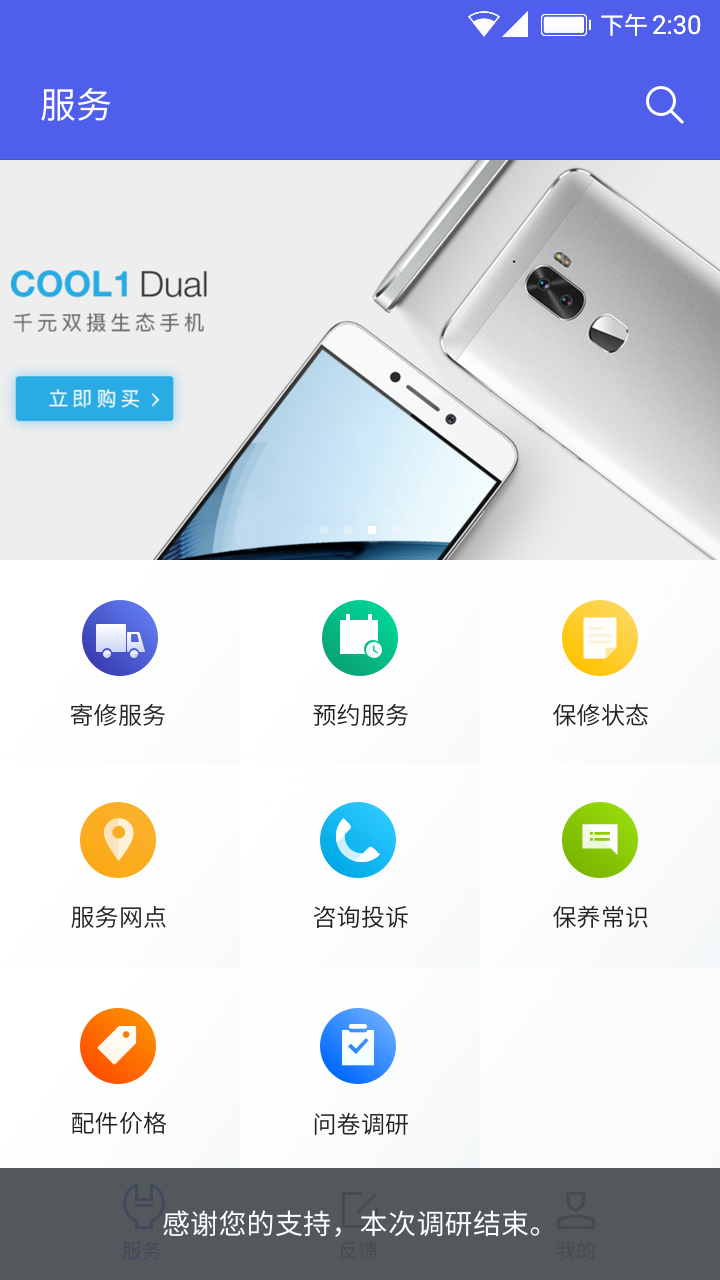 下午 2:30
服务
COOL1 Dual
千元双摄生态手机
立即购买
寄修服务
预约服务
保修状态
服务网点
咨询投诉
保养常识
配件价格
问卷调研
感谢您的支持，本次调研结束。
服务
反馈
我的